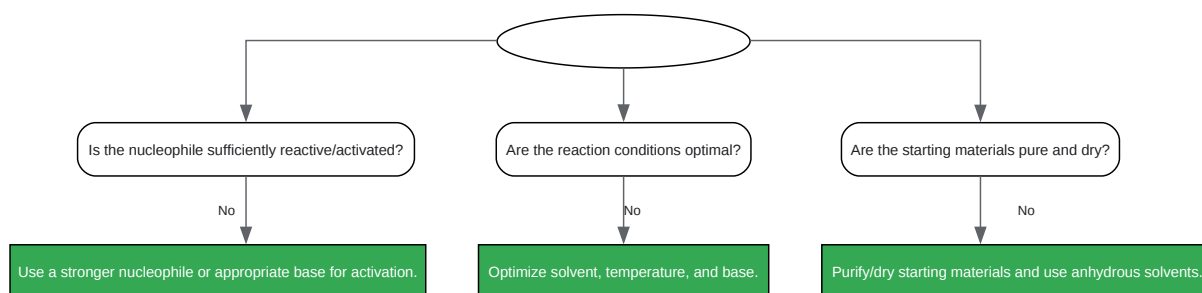 Is the nucleophile sufficiently reactive/activated?
Are the reaction conditions optimal?
Are the starting materials pure and dry?
No
No
No
Use a stronger nucleophile or appropriate base for activation.
Optimize solvent, temperature, and base.
Purify/dry starting materials and use anhydrous solvents.